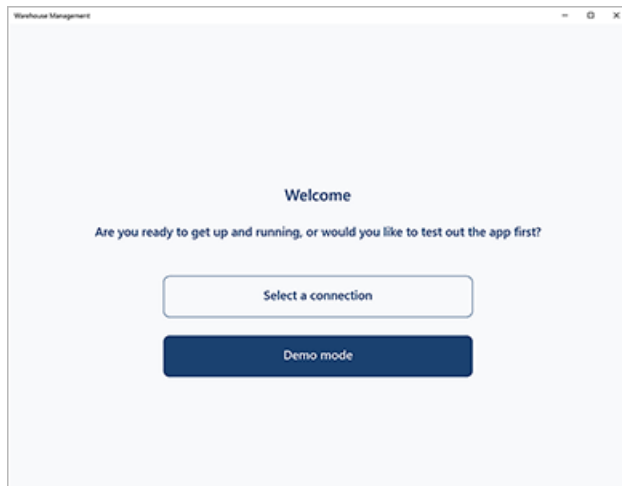 Warehouse Management
Welcome
Are you ready to get up and running, or would you like to test out the app first?
Select a connection
Demo mode